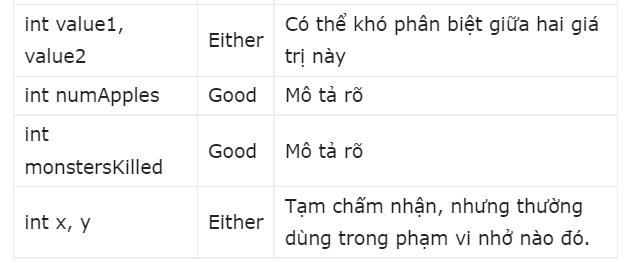 int value1,
value2
Either
Có thể khó phân biệt giữa hai giá
trị này
int numApples
Good
Mô tả rõ
int
monstersKilled
Good
Mô tả rõ
int x, y
Either
Tạm chấm nhận, nhưng thường
dùng trong phạm vi nhở nào đó.